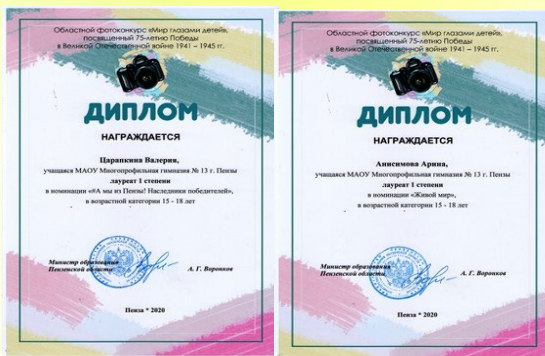 Областной фотоконкурс «Мир глазами детей»,
посвященный 75-летию Победы
в Великой Отечественной войне 1941 – 1945 гг.
ДИПЛОМ
НАГРАЖДАЕТСЯ
Царапкина Валерия,
учащаяся МАОУ Многопрофильная гимназия № 13 г. Пензы
лауреат 1 степени
в номинации «#А мы из Пензы! Наследники победителей»,
в возрастной категории 15 - 18 лет
Министр образования
Пензенской области
А. Г. Воронков
Пенза * 2020
Областной фотоконкурс «Мир глазами детей»,
посвященный 75-летию Победы
в Великой Отечественной войне 1941 – 1945 гг.
ДИПЛОМ
НАГРАЖДАЕТСЯ
Анисимова Арина,
учащаяся МАОУ Многопрофильная гимназия № 13 г. Пензы
лауреат 1 степени
в номинации «Живой мир»,
в возрастной категории 15 - 18 лет
Министр образования
Пензенской области
А. Г. Воронков
Пенза * 2020